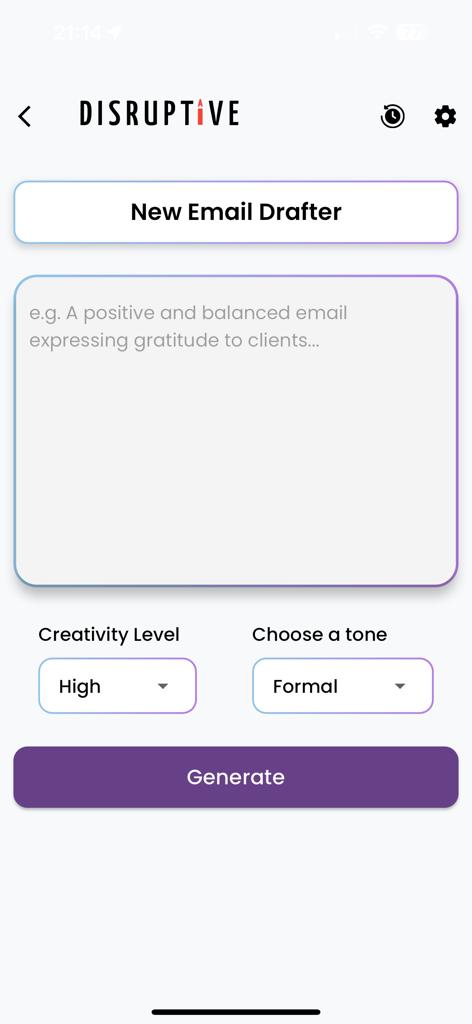 21:14
77
DISRUPTiVE
New Email Drafter
e.g. A positive and balanced email
expressing gratitude to clients...
Creativity Level
Choose a tone
High
Formal
Generate